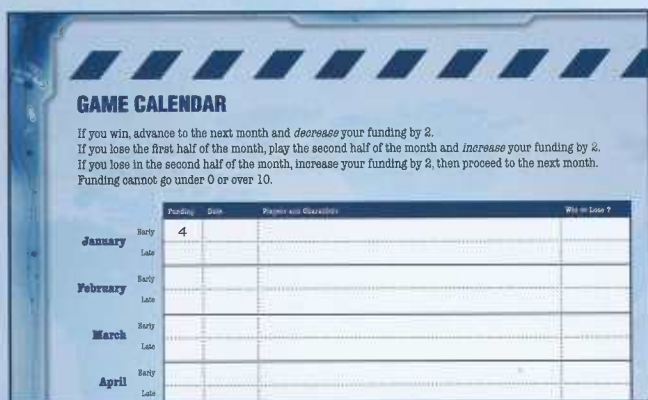 GAME CALENDAR
If you win, advance to the next month and decrease your funding by 2.
If you lose the first half of the month, play the second half of the month and increase your funding by 2.
If you lose in the second half of the month, increase your funding by 2, then proceed to the next month.
Funding cannot go under 0 or over 10.
Funding Date Players and Characters Win or Lose ?
January Early 4
Late
February Early
Late
March Early
Late
April Early
Late